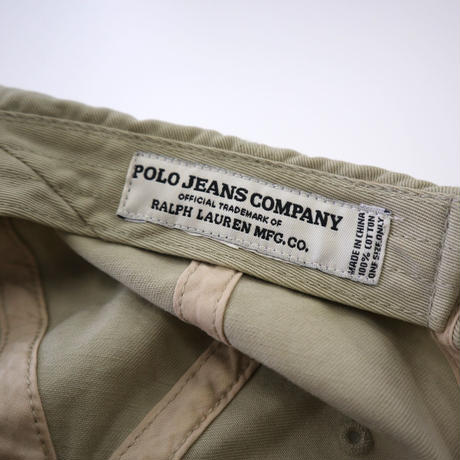 POLO JEANS COMPANY
OFFICIAL TRADEMARK OF
RALPH LAUREN MFG.CO.
MADE IN CHINA
100% COTTON
ONE SIZE ONLY